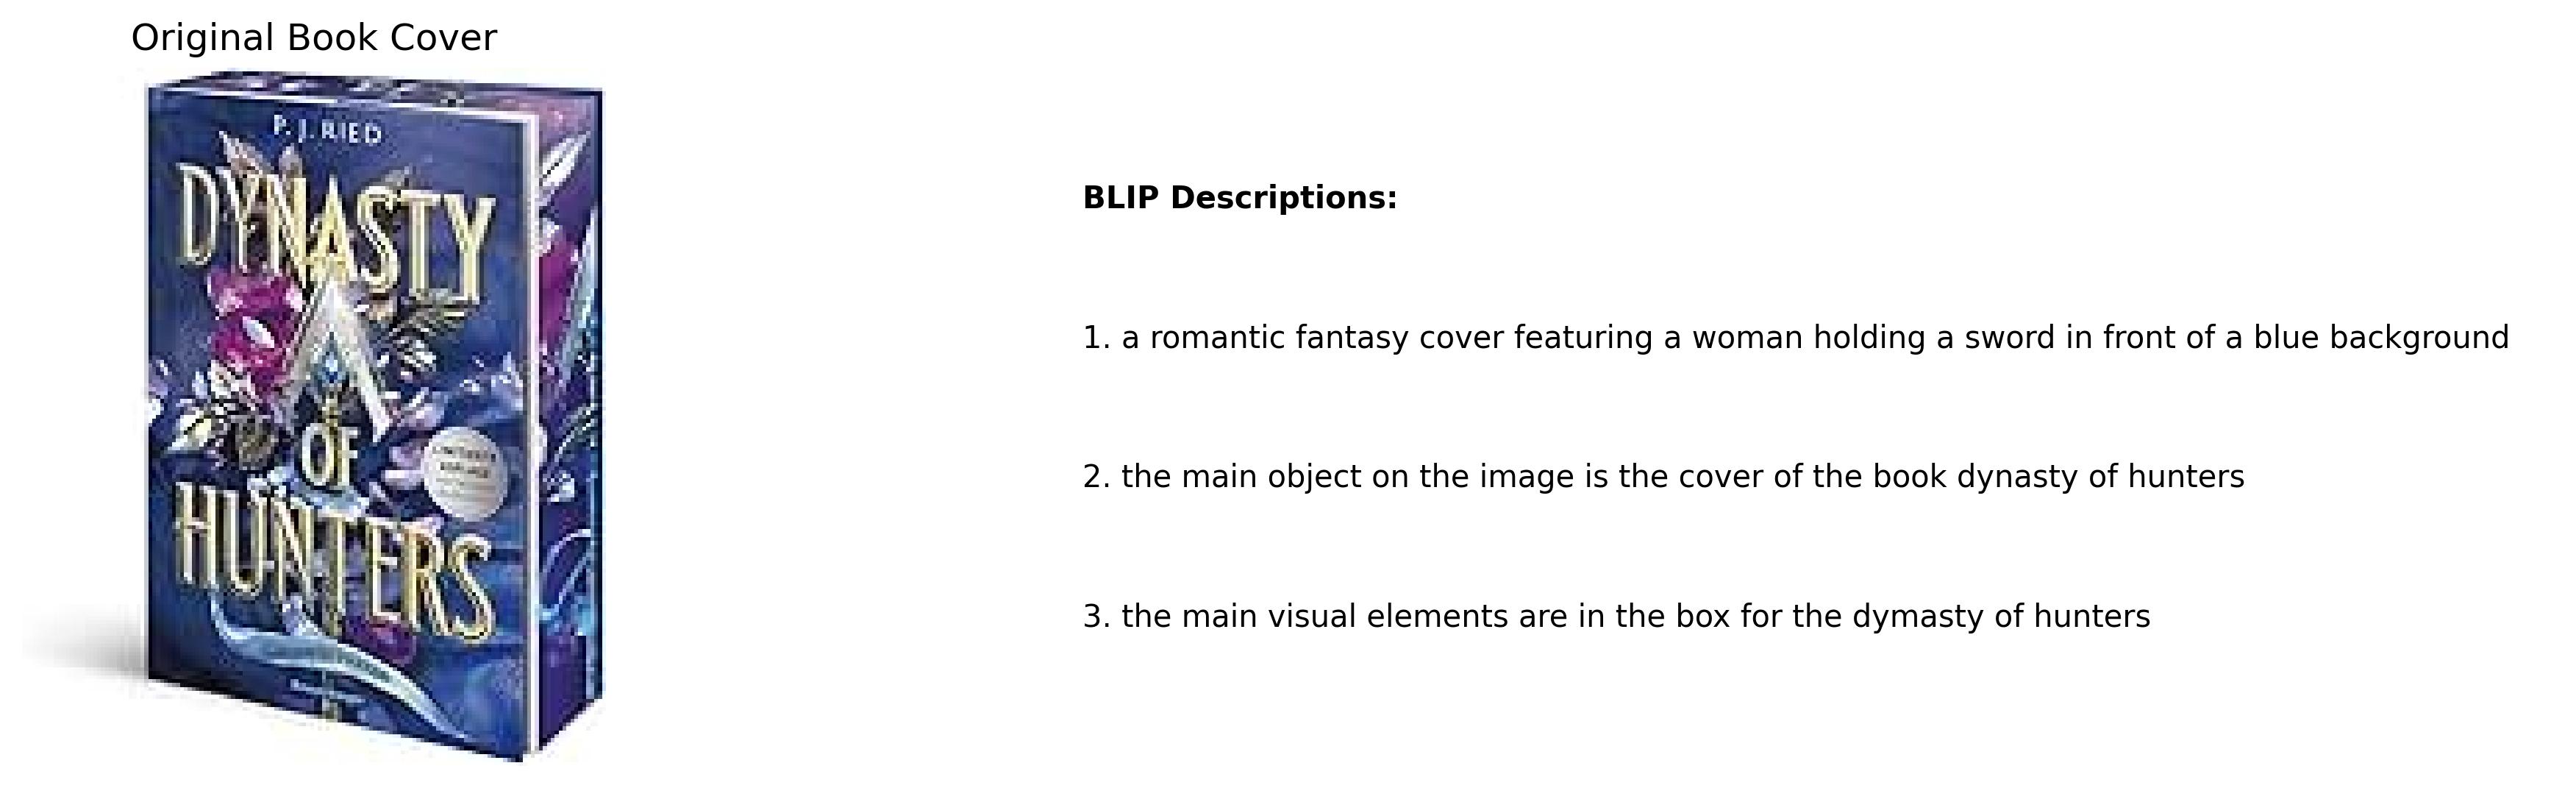 Original Book Cover
P. J. RIED
DYNASTY
OF
HUNTERS
BLIP Descriptions:
1. a romantic fantasy cover featuring a woman holding a sword in front of a blue background
2. the main object on the image is the cover of the book dynasty of hunters
3. the main visual elements are in the box for the dymasty of hunters